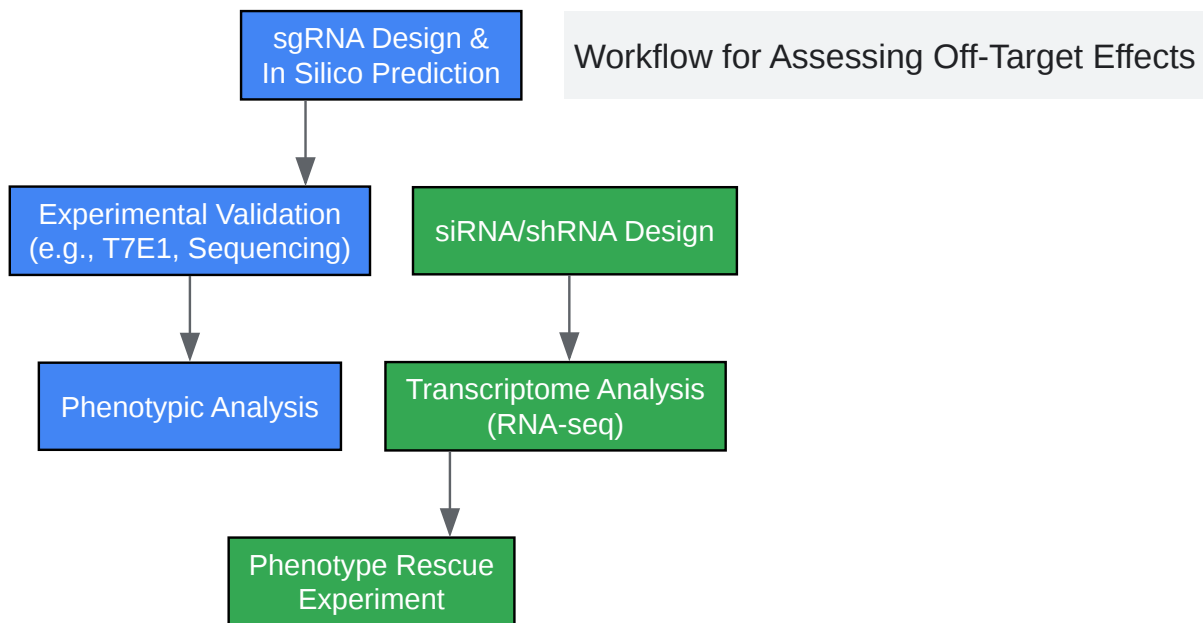 sgRNA Design &
In Silico Prediction
Workflow for Assessing Off-Target Effects
Experimental Validation
(e.g., T7E1, Sequencing)
siRNA/shRNA Design
Phenotypic Analysis
Transcriptome Analysis
(RNA-seq)
Phenotype Rescue
Experiment